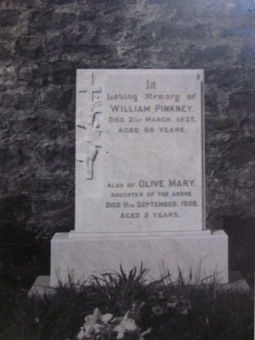 In
Loving Memory of
WILLIAM PINKNEY,
DIED 21ST MARCH, 1937,
AGED 68 YEARS.
ALSO OF OLIVE MARY,
DAUGHTER OF THE ABOVE,
DIED 11TH SEPTEMBER, 1908,
AGED 2 YEARS.